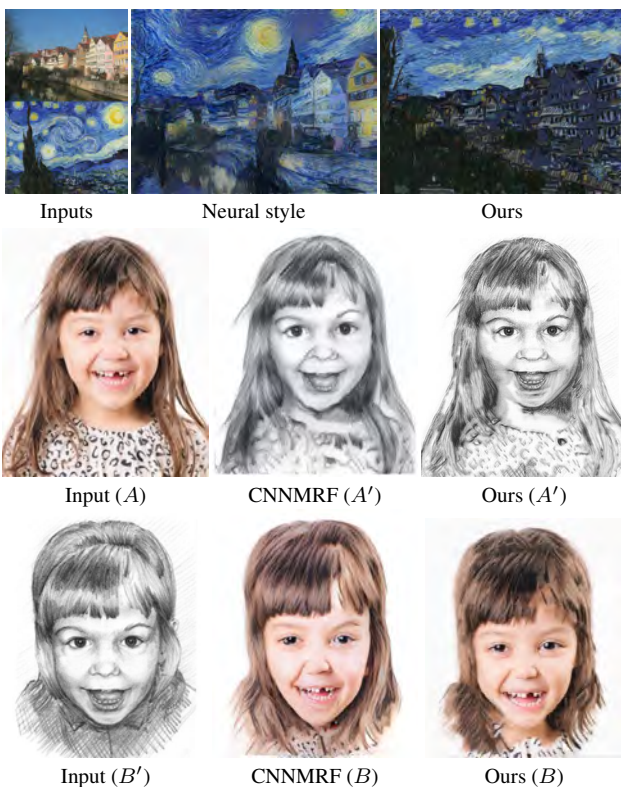 Inputs Neural style Ours
Input (A) CNNMRF (A′) Ours (A′)
Input (B′) CNNMRF (B) Ours (B)